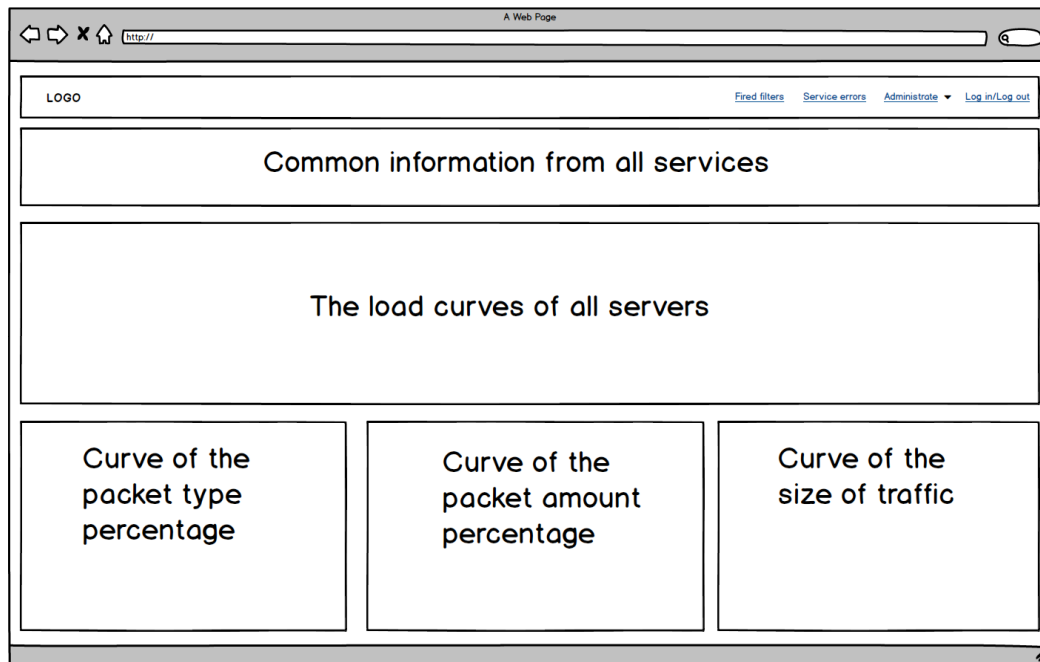 A Web Page
http://
LOGO
Fired filters
Service errors
Administrate
Log in/Log out
Common information from all services
The load curves of all servers
Curve of the
packet type
percentage
Curve of the
packet amount
percentage
Curve of the
size of traffic